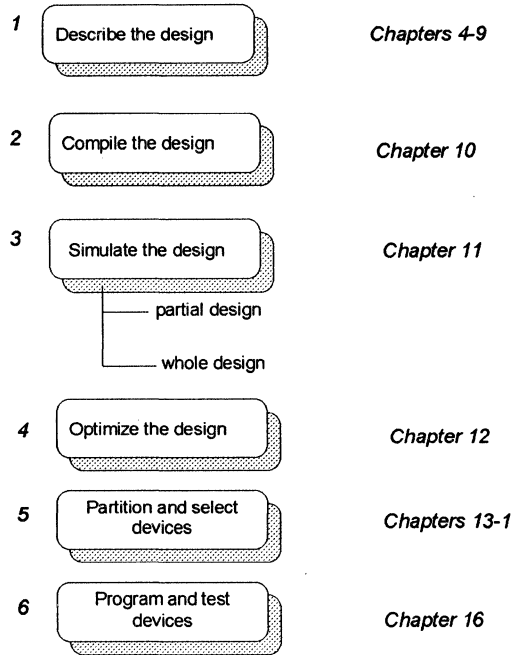 1 Describe the design Chapters 4-9
2 Compile the design Chapter 10
3 Simulate the design Chapter 11
partial design
whole design
4 Optimize the design Chapter 12
5 Partition and select
devices Chapters 13-1
6 Program and test
devices Chapter 16